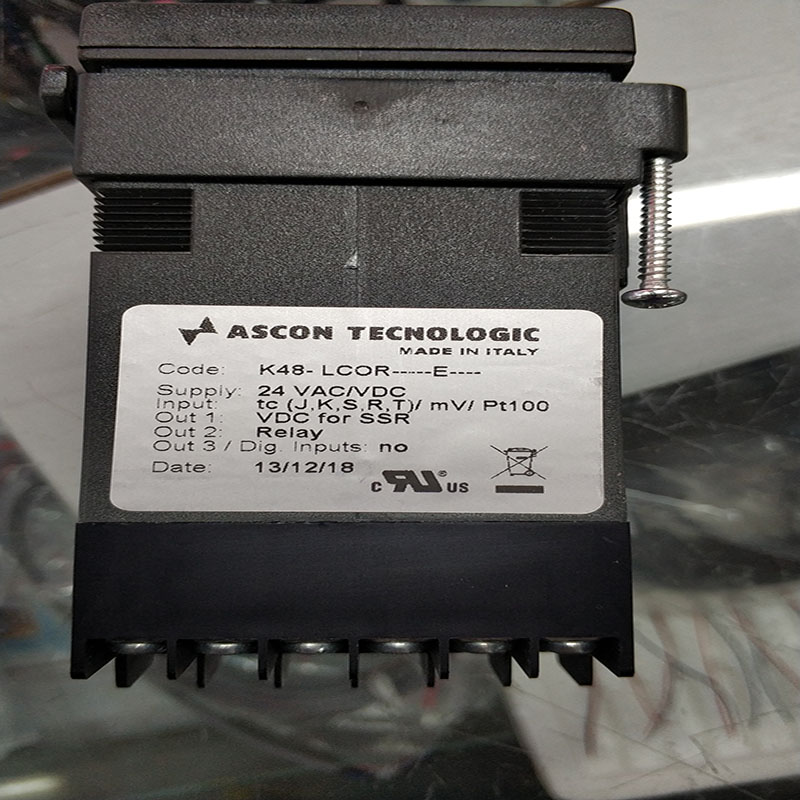 ASCON TECNOLOGIC
MADE IN ITALY
Code: K48- LCOR-----E----
Supply: 24 VAC/VDC
Input: tc (J,K,S,R,T)/ mV/ Pt100
Out 1: VDC for SSR
Out 2: Relay
Out 3 / Dig. Inputs: no
Date: 13/12/18
c RU ® US